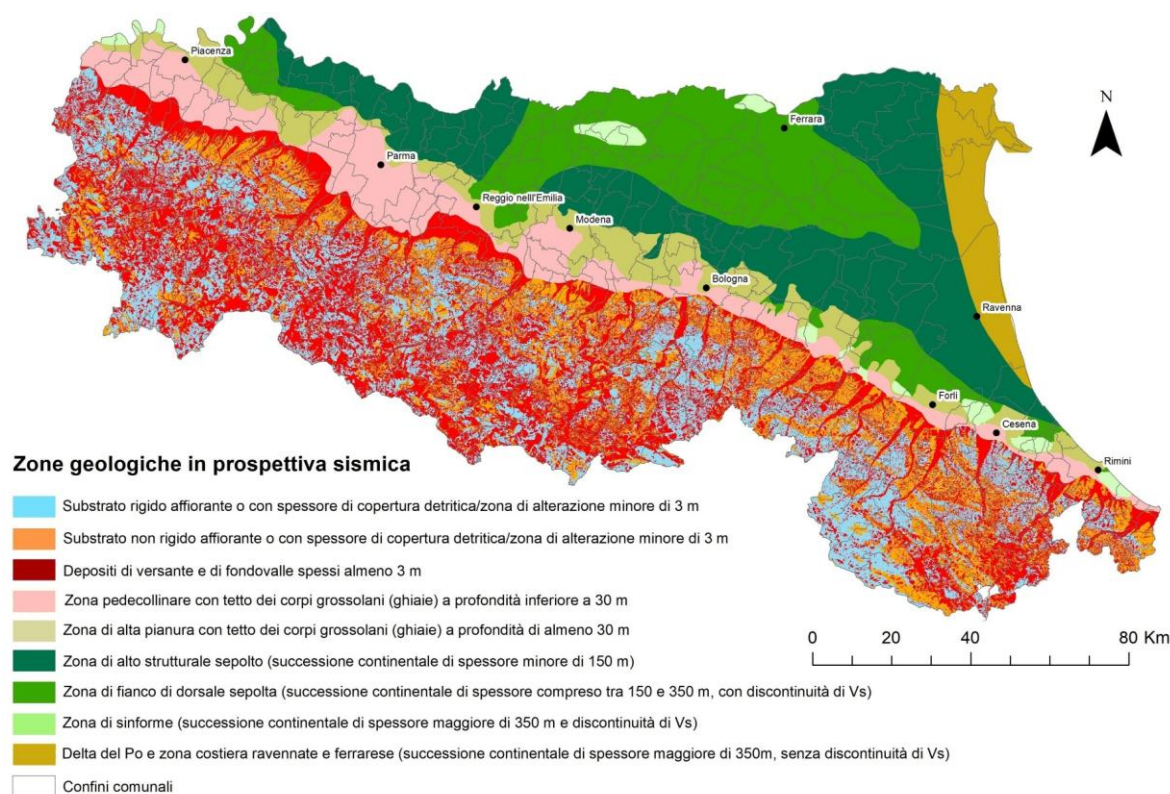 Piacenza
N
Ferrara
Parma
Reggio nell'Emilia
Modena
Bologna
Ravenna
Forlì
Cesena
Rimini
Zone geologiche in prospettiva sismica
Substrato rigido affiorante o con spessore di copertura detritica/zona di alterazione minore di 3 m
Substrato non rigido affiorante o con spessore di copertura detritica/zona di alterazione minore di 3 m
Depositi di versante e di fondovalle spessi almeno 3 m
Zona pedecollinare con tetto dei corpi grossolani (ghiaie) a profondità inferiore a 30 m
Zona di alta pianura con tetto dei corpi grossolani (ghiaie) a profondità di almeno 30 m
Zona di alto strutturale sepolto (successione continentale di spessore minore di 150 m)
Zona di fianco di dorsale sepolta (successione continentale di spessore compreso tra 150 e 350 m, con discontinuità di Vs)
Zona di sinforme (successione continentale di spessore maggiore di 350 m e discontinuità di Vs)
Delta del Po e zona costiera ravennate e ferrarese (successione continentale di spessore maggiore di 350m, senza discontinuità di Vs)
Confini comunali
0 20 40 80 Km